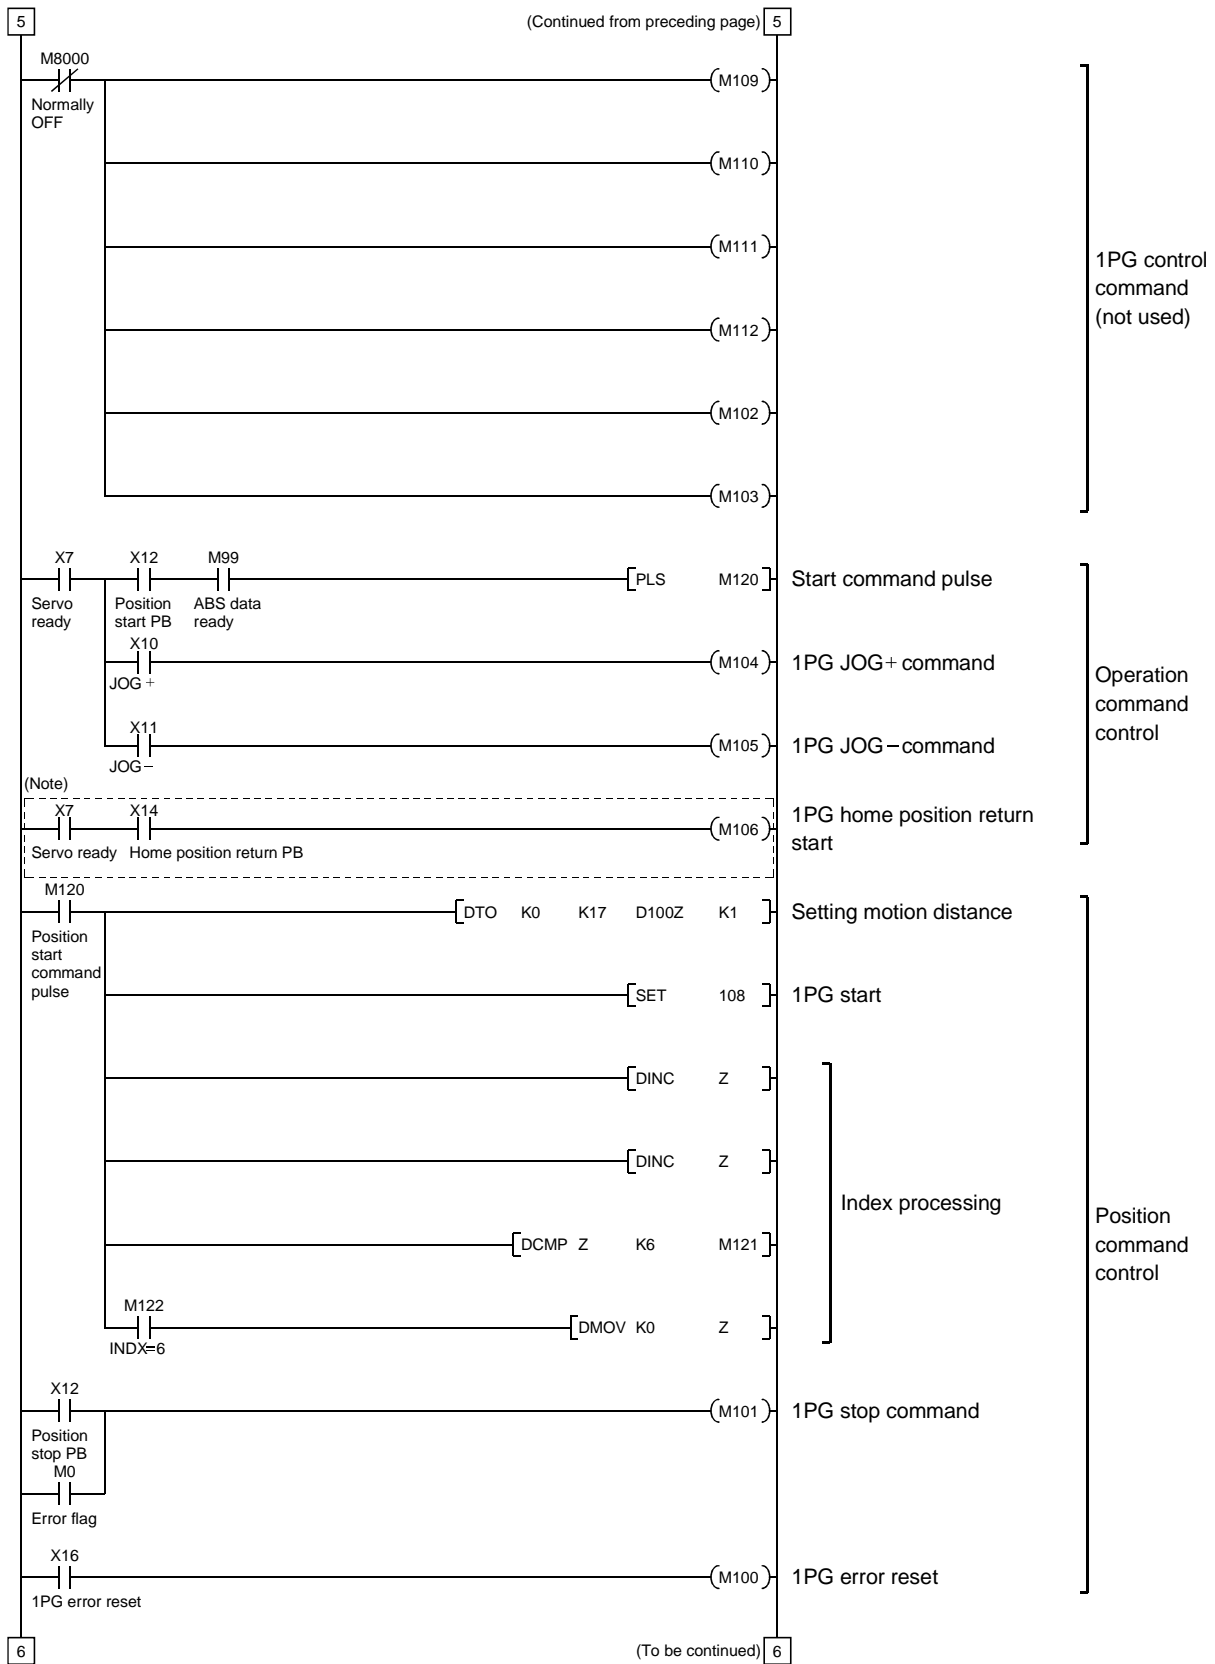 5 (Continued from preceding page) 5
M8000
Normally
OFF
M109
M110
M111
M112
M102
M103
1PG control
command
(not used)
X7 X12 M99
PLS M120 Start command pulse
Servo
ready
Position
start PB
ABS data
ready
X10
JOG+
M104 1PG JOG+ command
X11
JOG−
M105 1PG JOG− command
Operation
command
control
(Note)
X7 X14
Servo ready Home position return PB
M106 1PG home position return
start
M120
Position
start
command
pulse
DTO K0 K17 D100Z K1 Setting motion distance
SET 108 1PG start
DINC Z
DINC Z
DCMP Z K6 M121
M122
INDX=6
DMOV K0 Z
Index processing
Position
command
control
X12
Position
stop PB
M101 1PG stop command
M0
Error flag
X16
1PG error reset
M100 1PG error reset
6 (To be continued) 6